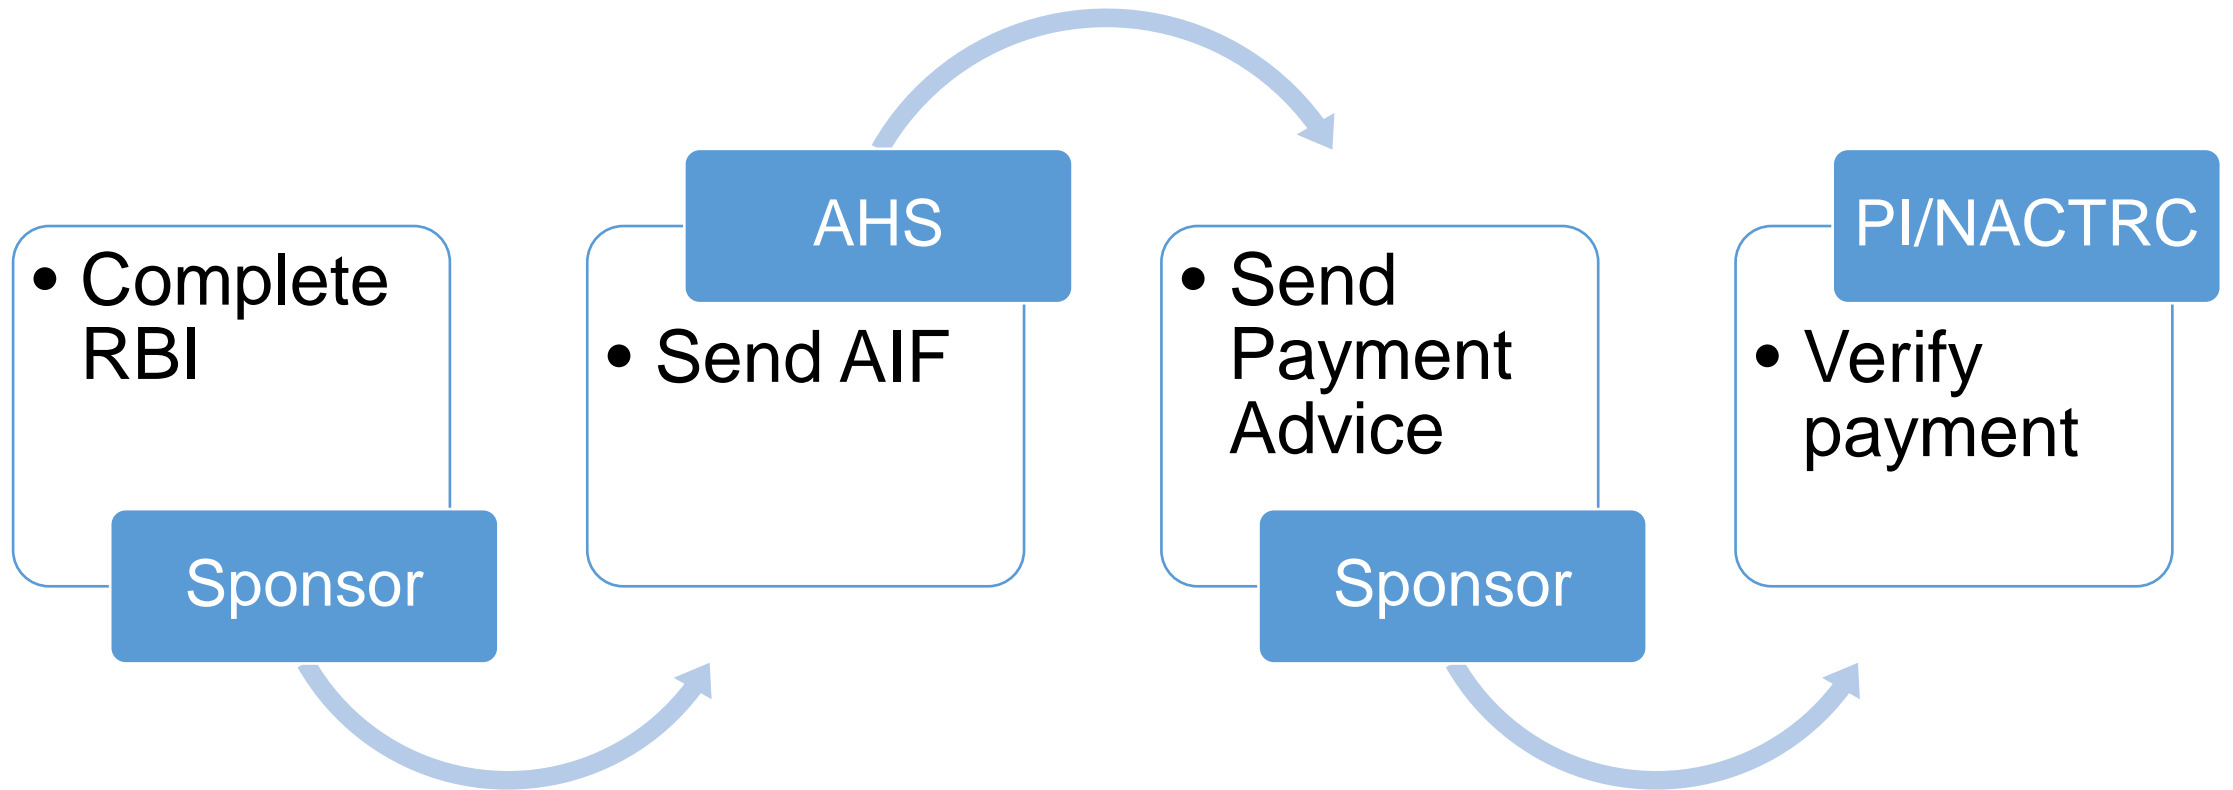 • Complete
RBI
Sponsor
AHS
• Send AIF
• Send
Payment
Advice
Sponsor
PI/NACTRC
• Verify
payment